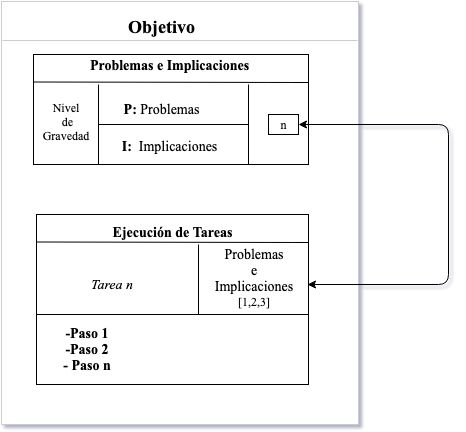 Objetivo
Problemas e Implicaciones
Nivel
de
Gravedad
P: Problemas
I: Implicaciones
n
Ejecución de Tareas
Tarea n
Problemas
e
Implicaciones
[1,2,3]
-Paso 1
-Paso 2
- Paso n